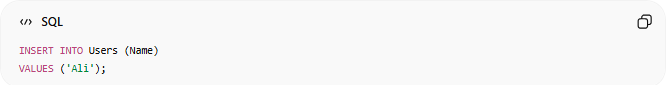 SQL
INSERT INTO Users (Name)
VALUES ('Ali');